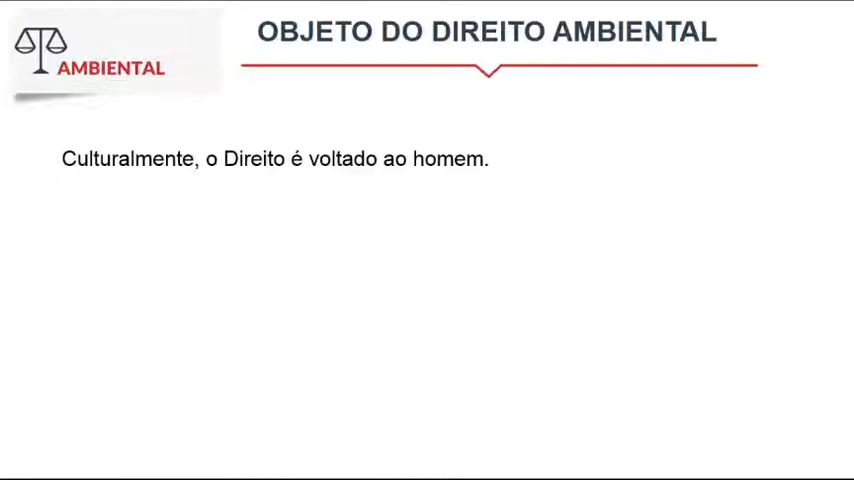 OBJETO DO DIREITO AMBIENTAL
AMBIENTAL
Culturalmente, o Direito é voltado ao homem.